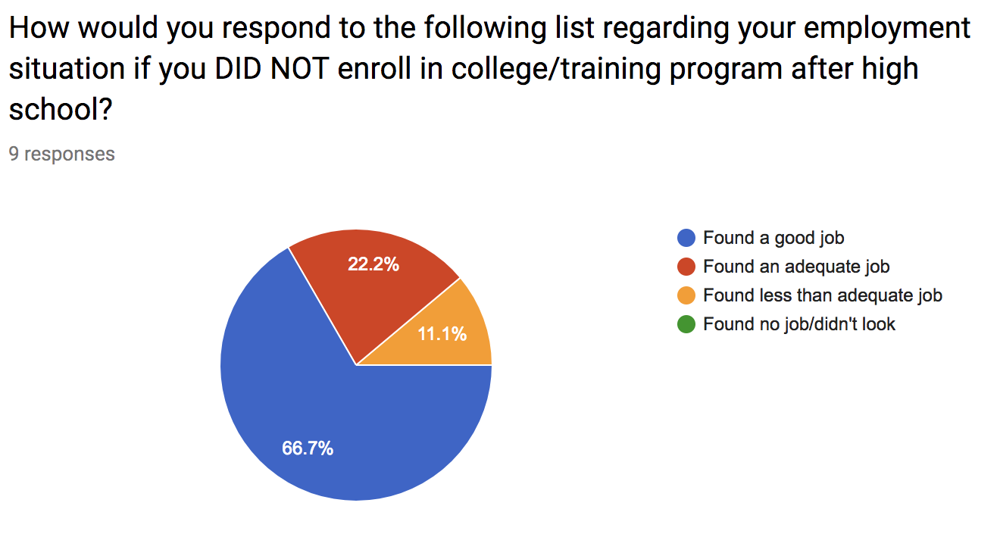 How would you respond to the following list regarding your employment
situation if you DID NOT enroll in college/training program after high
school?
9 responses
22.2%
11.1%
66.7%
Found a good job
Found an adequate job
Found less than adequate job
Found no job/didn't look